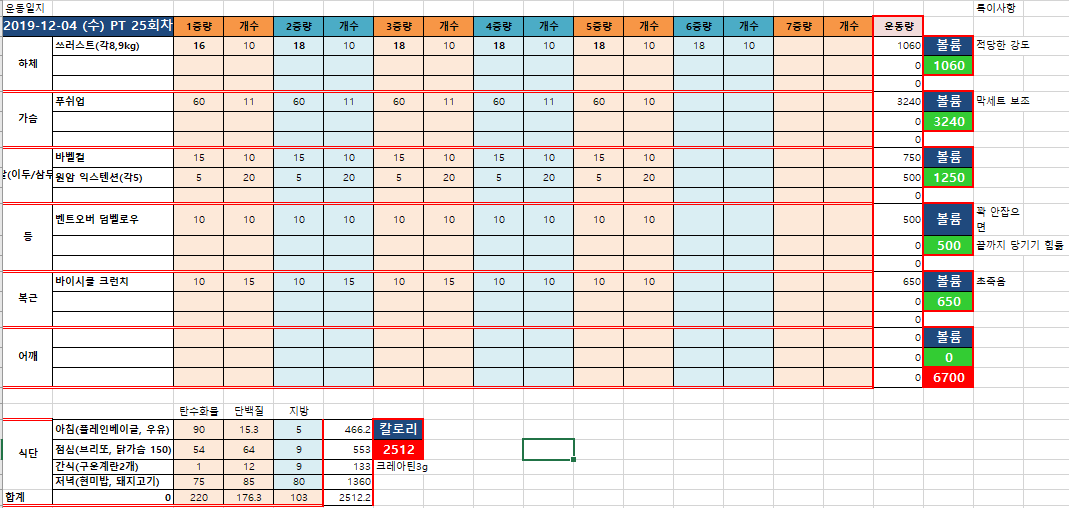 운동일지 특이사항
2019-12-04 (수) PT 25회차 1중량 개수 2중량 개수 3중량 개수 4중량 개수 5중량 개수 6중량 개수 7중량 개수 운동량
하체 쓰러스트(각8,9kg) 16 10 18 10 18 10 18 10 18 10 18 10 1060 볼륨 적당한 강도
0 1060
0
가슴 푸쉬업 60 11 60 11 60 11 60 11 60 10 3240 볼륨 막세트 보조
0 3240
0
(이두/삼두 바벨컬 15 10 15 10 15 10 15 10 15 10 750 볼륨
원암 익스텐션(각5) 5 20 5 20 5 20 5 20 5 20 500 1250
0
등 벤트오버 덤벨로우 10 10 10 10 10 10 10 10 10 10 500 볼륨 꽉 안잡으
면
0 500 끝까지 당기기 힘듦
0
복근 바이시클 크런치 10 15 10 15 10 15 10 10 10 10 650 볼륨 초죽음
0 650
0
어깨 0 볼륨
0 0
0 6700
탄수화물 단백질 지방
식단 아침(플레인베이글, 우유) 90 15.3 5 466.2 칼로리
점심(브리또, 닭가슴 150) 54 64 9 553 2512
간식(구운계란2개) 1 12 9 133 크레아틴3g
저녁(현미밥, 돼지고기) 75 85 80 1360
합계 0 220 176.3 103 2512.2